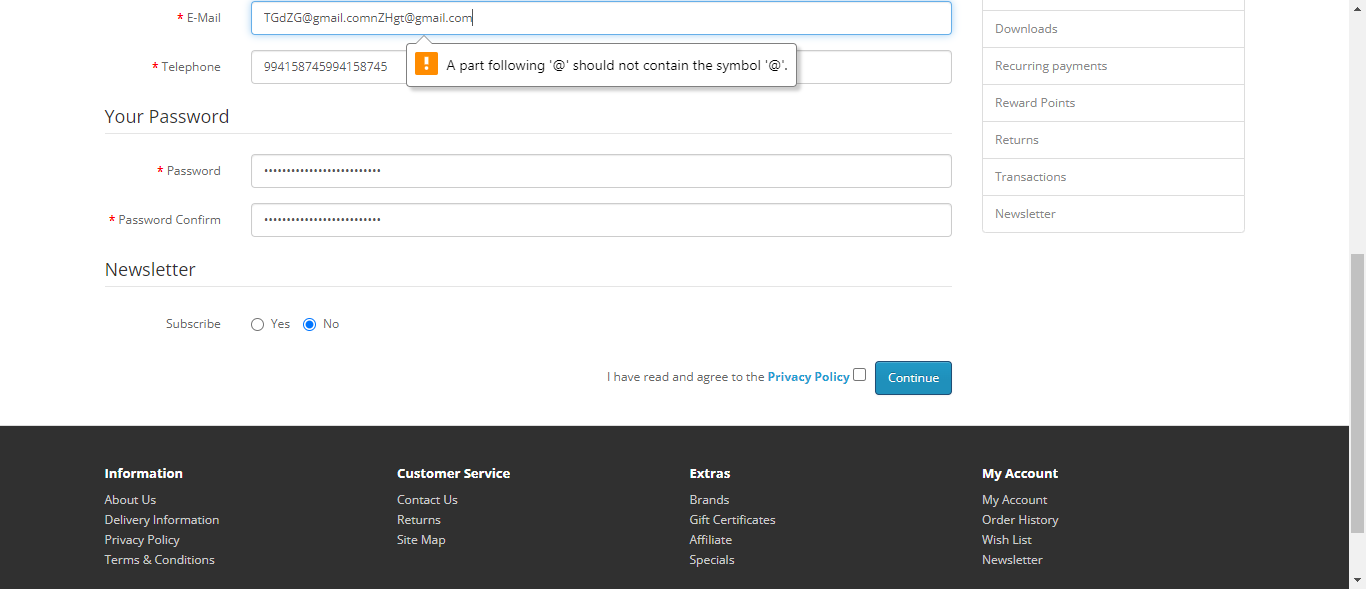 * E-Mail TGdZG@gmail.comnZHgt@gmail.com
A part following '@' should not contain the symbol '@'.
* Telephone 994158745994158745
Your Password
* Password ••••••••••••••••••••••••••
* Password Confirm ••••••••••••••••••••••••••
Newsletter
Subscribe Yes No
I have read and agree to the Privacy Policy Continue
Downloads
Recurring payments
Reward Points
Returns
Transactions
Newsletter
Information
About Us
Delivery Information
Privacy Policy
Terms & Conditions
Customer Service
Contact Us
Returns
Site Map
Extras
Brands
Gift Certificates
Affiliate
Specials
My Account
My Account
Order History
Wish List
Newsletter